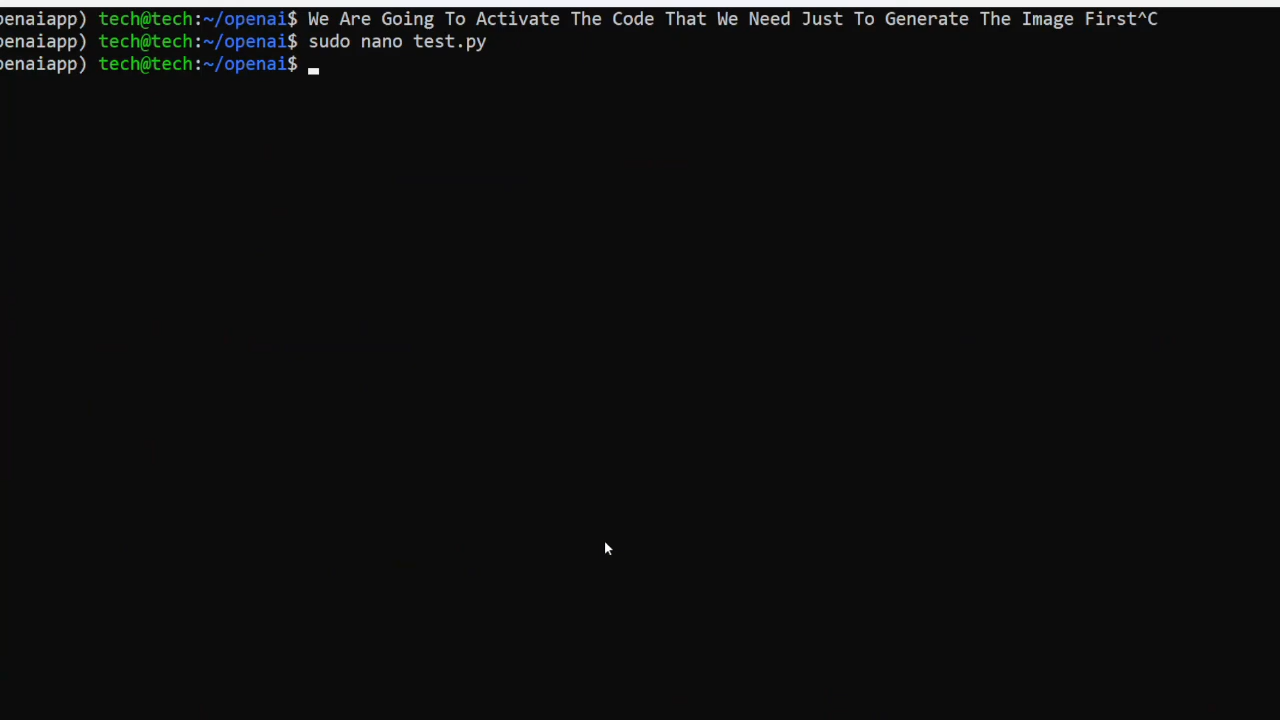 penaiapp) tech@tech:~/openai$ We Are Going To Activate The Code That We Need Just To Generate The Image First^C
penaiapp) tech@tech:~/openai$ sudo nano test.py
penaiapp) tech@tech:~/openai$